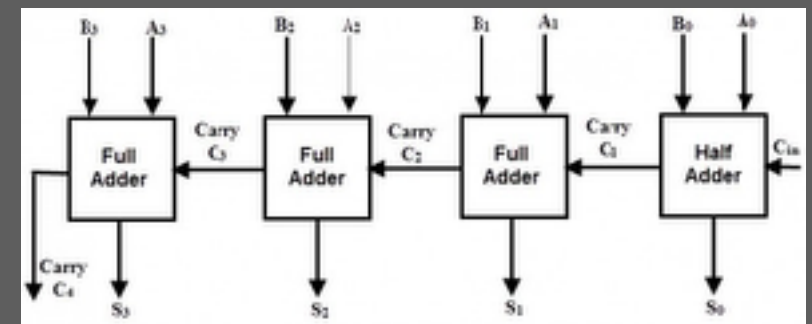 B3 A3 B2 A2 B1 A1 B0 A0
Carry C3 Carry C2 Carry C1 Cin
Full Adder Full Adder Full Adder Half Adder
Carry C4
S3 S2 S1 S0